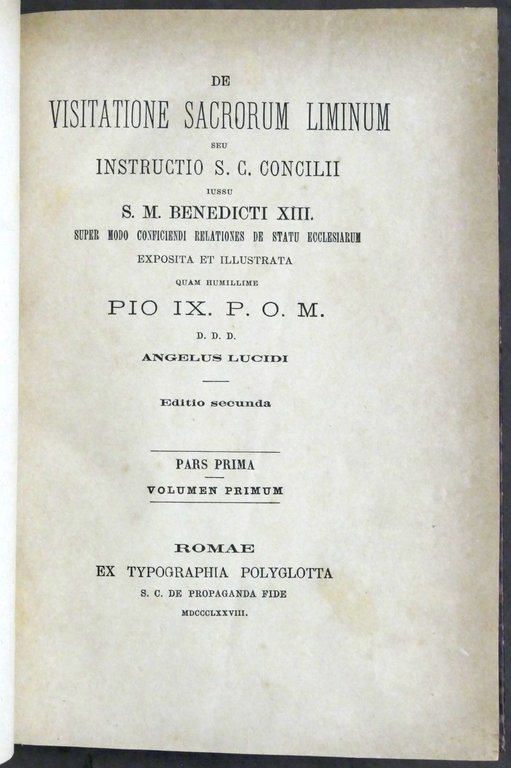 DE
VISITATIONE SACRORUM LIMINUM
SEU
INSTRUCTIO S. C. CONCILII
IUSSU
S. M. BENEDICTI XIII.
SUPER MODO CONFICIENDI RELATIONES DE STATU ECCLESIARUM
EXPOSITA ET ILLUSTRATA
QUAM HUMILLIME
PIO IX. P. O. M.
D. D. D.
ANGELUS LUCIDI
Editio secunda
PARS PRIMA
VOLUMEN PRIMUM
ROMAE
EX TYPOGRAPHIA POLYGLOTTA
S. C. DE PROPAGANDA FIDE
MDCCCLXXVIII.